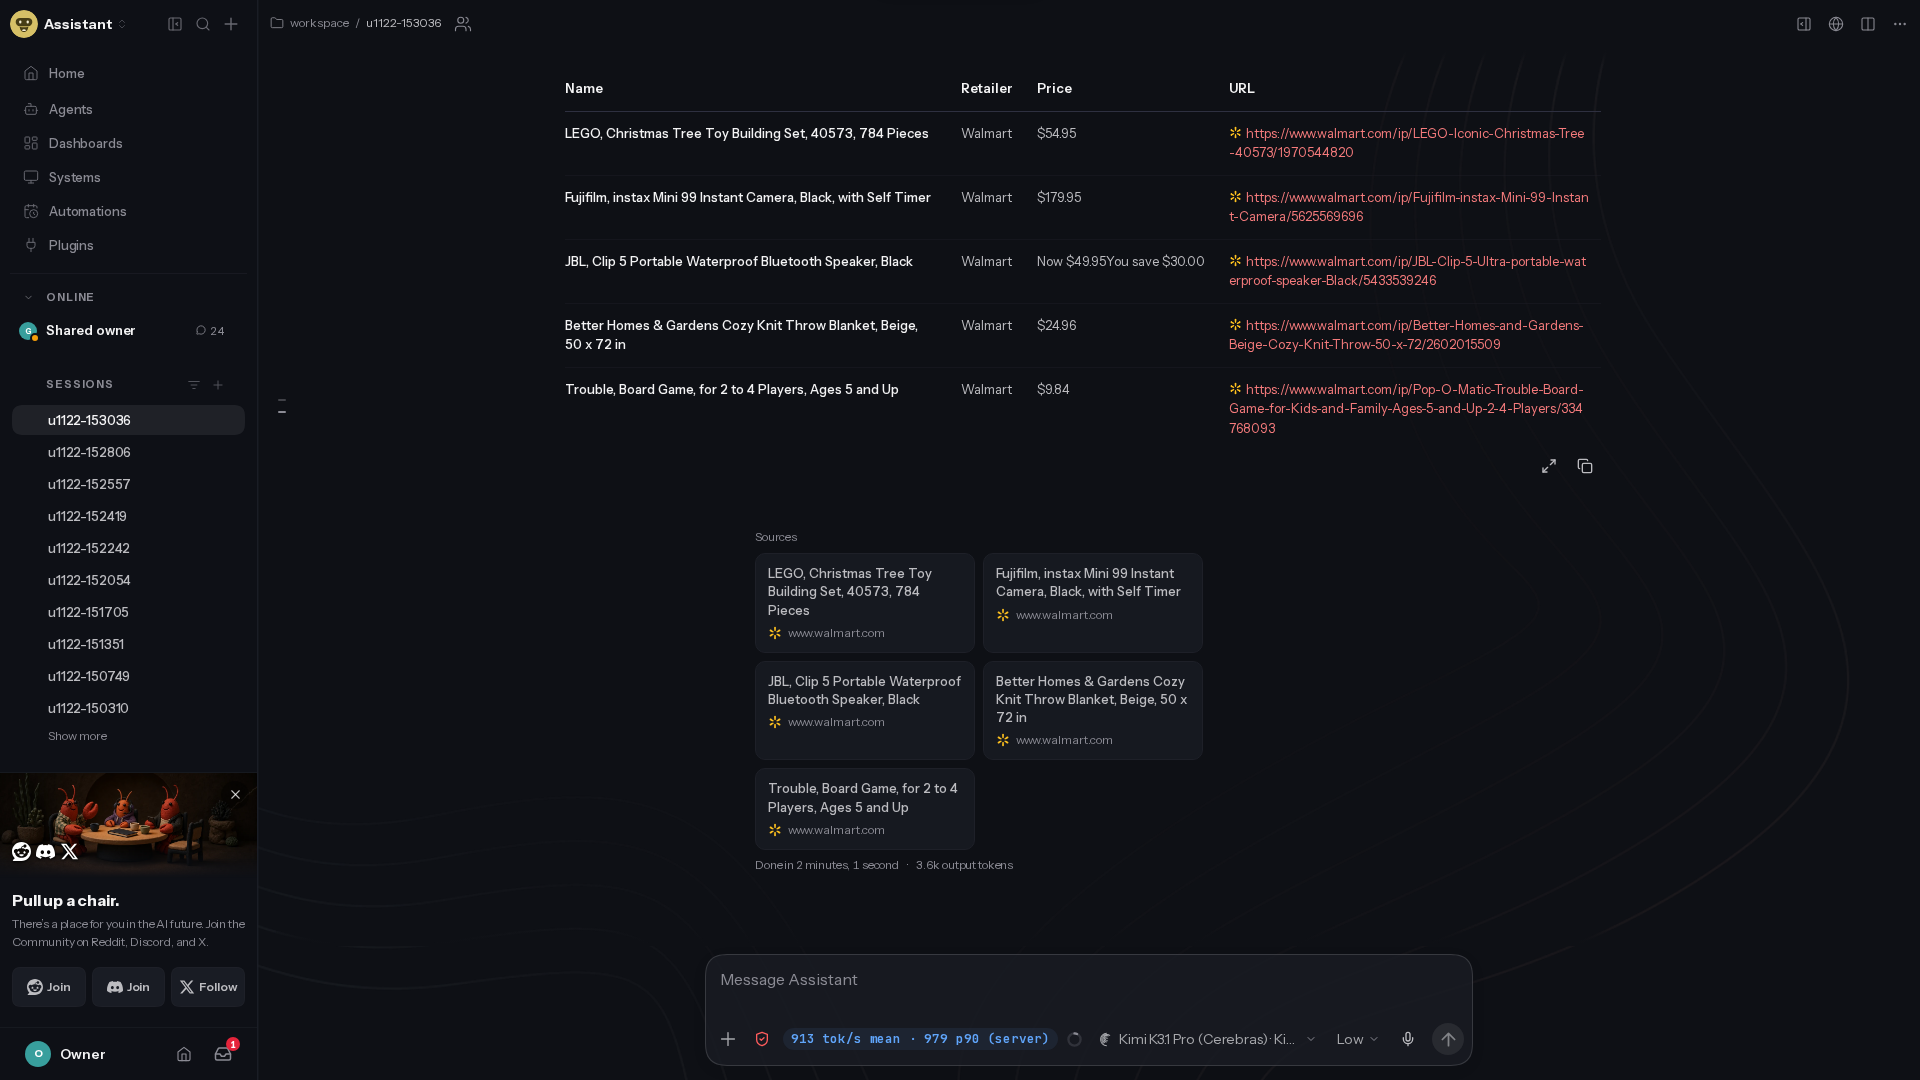 Assistant
workspace / u1122-153036
Home
Agents
Dashboards
Systems
Automations
Plugins
ONLINE
G
Shared owner
24
SESSIONS
u1122-153036
u1122-152806
u1122-152557
u1122-152419
u1122-152242
u1122-152054
u1122-151705
u1122-151351
u1122-150749
u1122-150310
Show more
Pull up a chair.
There's a place for you in the AI future. Join the
Community on Reddit, Discord, and X.
Join
Join
Follow
O
Owner
1
Name Retailer Price URL
LEGO, Christmas Tree Toy Building Set, 40573, 784 Pieces Walmart $54.95 https://www.walmart.com/ip/LEGO-Iconic-Christmas-Tree
-40573/1970544820
Fujifilm, instax Mini 99 Instant Camera, Black, with Self Timer Walmart $179.95 https://www.walmart.com/ip/Fujifilm-instax-Mini-99-Instan
t-Camera/5625569696
JBL, Clip 5 Portable Waterproof Bluetooth Speaker, Black Walmart Now $49.95You save $30.00 https://www.walmart.com/ip/JBL-Clip-5-Ultra-portable-wat
erproof-speaker-Black/5433539246
Better Homes & Gardens Cozy Knit Throw Blanket, Beige, Walmart $24.96 https://www.walmart.com/ip/Better-Homes-and-Gardens-
50 x 72 in Beige-Cozy-Knit-Throw-50-x-72/2602015509
Trouble, Board Game, for 2 to 4 Players, Ages 5 and Up Walmart $9.84 https://www.walmart.com/ip/Pop-O-Matic-Trouble-Board-
Game-for-Kids-and-Family-Ages-5-and-Up-2-4-Players/334
768093
Sources
LEGO, Christmas Tree Toy
Building Set, 40573, 784
Pieces
www.walmart.com
Fujifilm, instax Mini 99 Instant
Camera, Black, with Self Timer
www.walmart.com
JBL, Clip 5 Portable Waterproof
Bluetooth Speaker, Black
www.walmart.com
Better Homes & Gardens Cozy
Knit Throw Blanket, Beige, 50 x
72 in
www.walmart.com
Trouble, Board Game, for 2 to 4
Players, Ages 5 and Up
www.walmart.com
Done in 2 minutes, 1 second · 3.6k output tokens
Message Assistant
913 tok/s mean · 979 p90 (server)
Kimi K3.1 Pro (Cerebras) · Ki...
Low